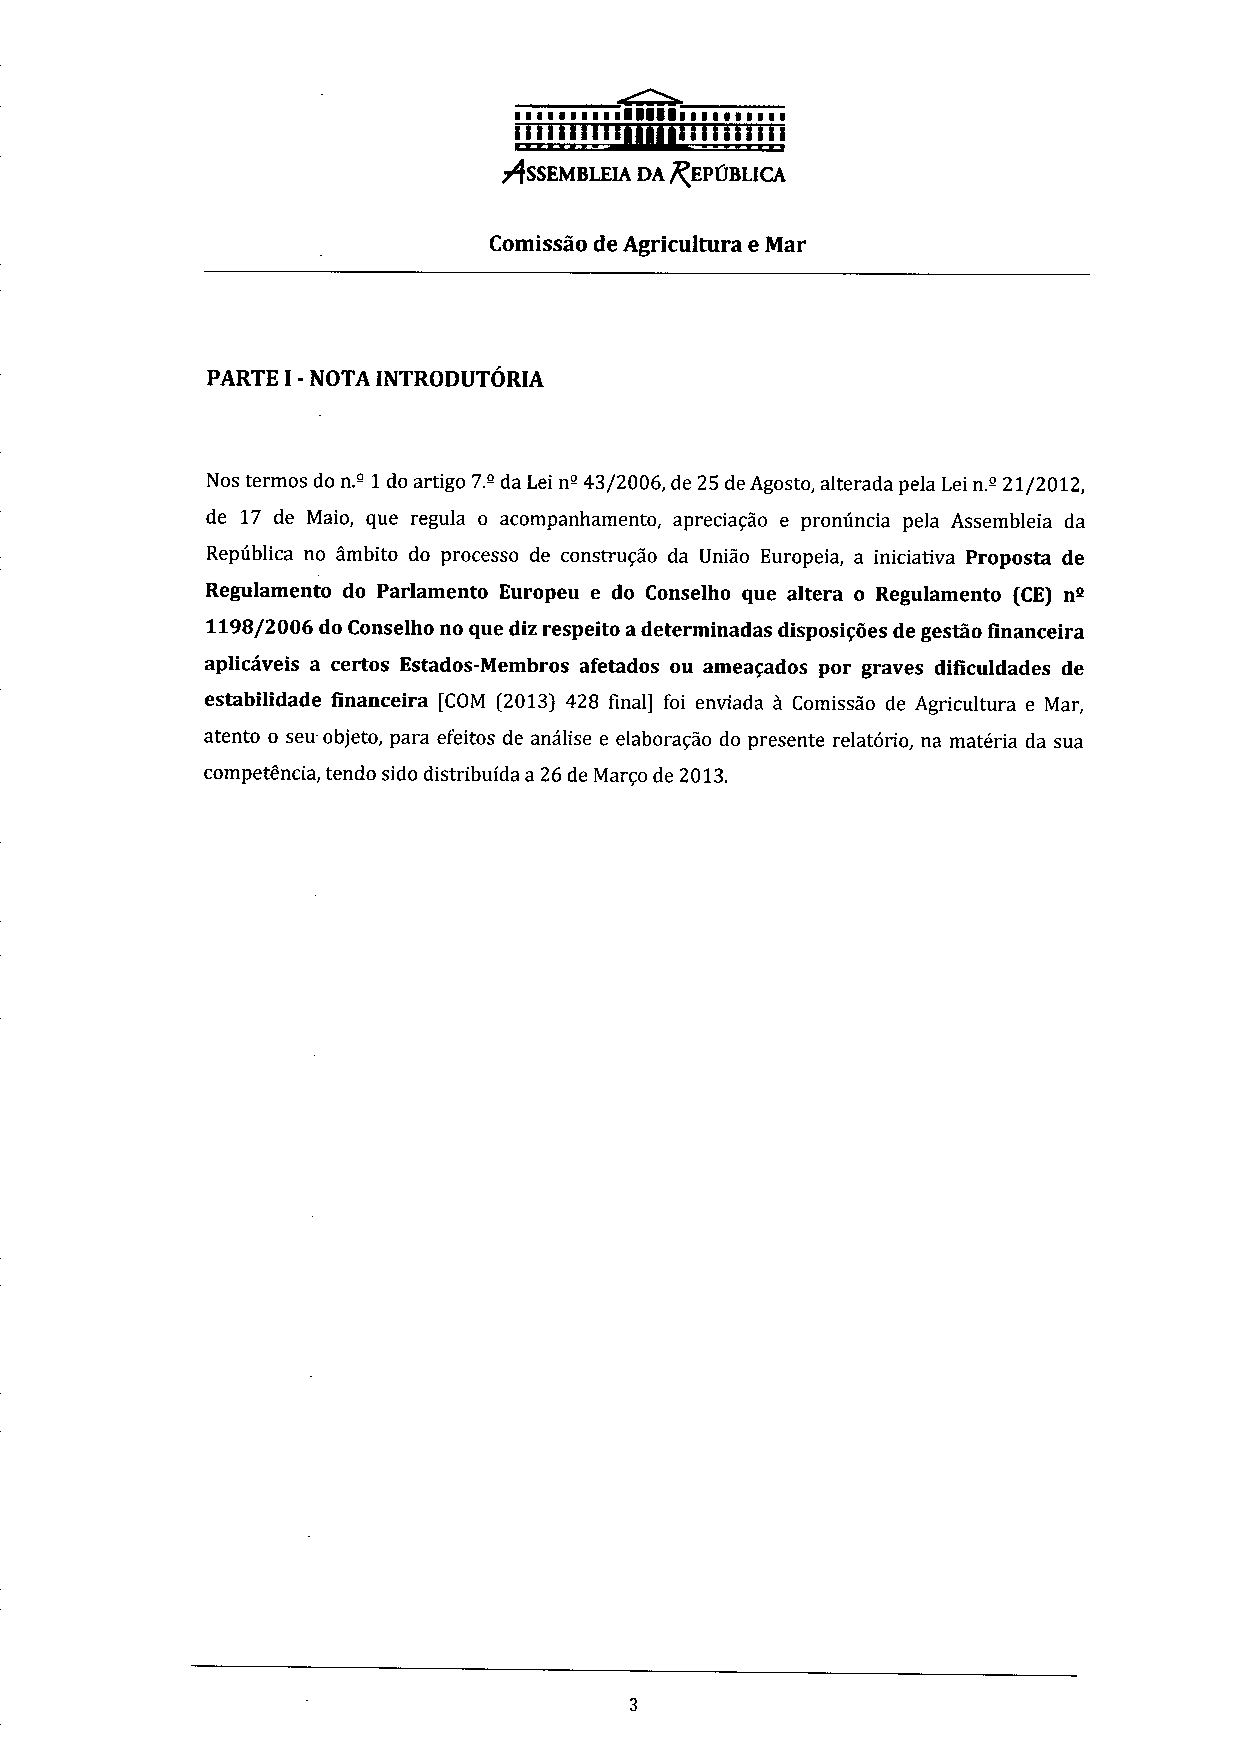 ASSEMBLEIA DA REPÚBLICA
Comissão de Agricultura e Mar
PARTE I - NOTA INTRODUTÓRIA
Nos termos do n.º 1 do artigo 7.º da Lei nº 43/2006, de 25 de Agosto, alterada pela Lei n.º 21/2012,
de 17 de Maio, que regula o acompanhamento, apreciação e pronúncia pela Assembleia da
República no âmbito do processo de construção da União Europeia, a iniciativa Proposta de
Regulamento do Parlamento Europeu e do Conselho que altera o Regulamento (CE) nº
1198/2006 do Conselho no que diz respeito a determinadas disposições de gestão financeira
aplicáveis a certos Estados-Membros afetados ou ameaçados por graves dificuldades de
estabilidade financeira [COM (2013) 428 final] foi enviada à Comissão de Agricultura e Mar,
atento o seu objeto, para efeitos de análise e elaboração do presente relatório, na matéria da sua
competência, tendo sido distribuída a 26 de Março de 2013.
3